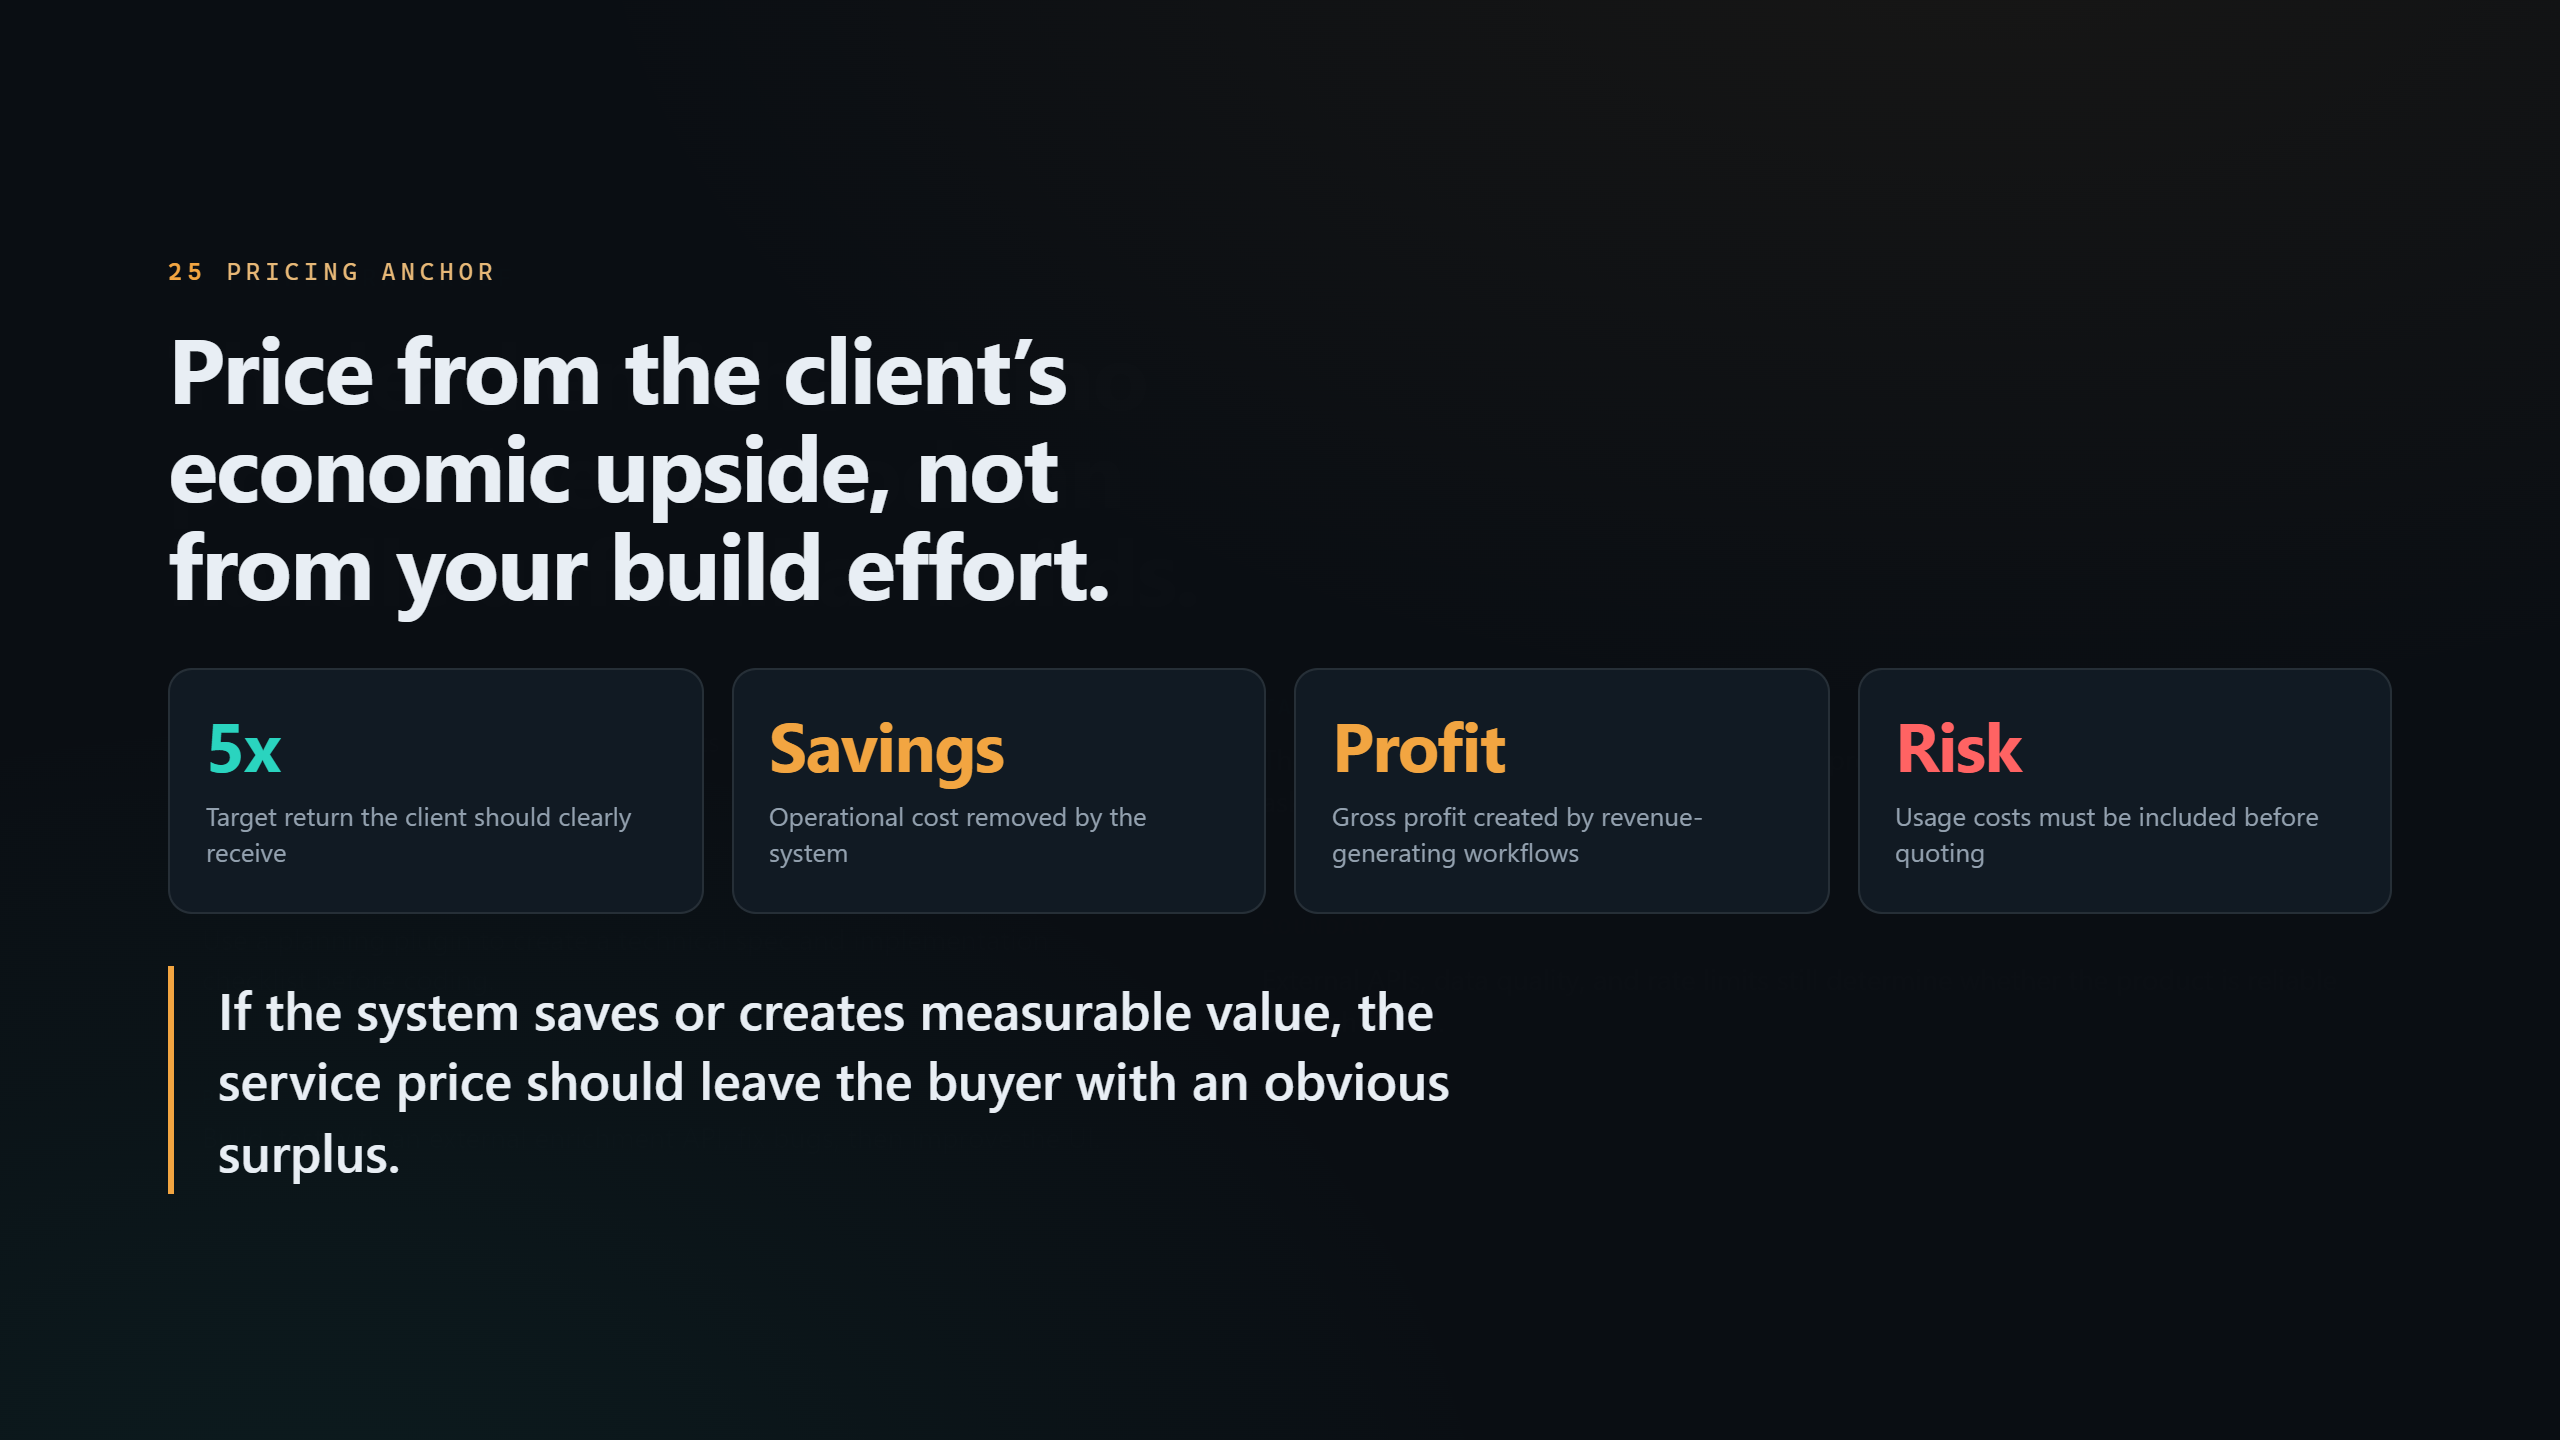 25 PRICING ANCHOR
Price from the client’s
economic upside, not
from your build effort.
5x
Target return the client should clearly
receive
Savings
Operational cost removed by the
system
Profit
Gross profit created by revenue-
generating workflows
Risk
Usage costs must be included before
quoting
If the system saves or creates measurable value, the
service price should leave the buyer with an obvious
surplus.